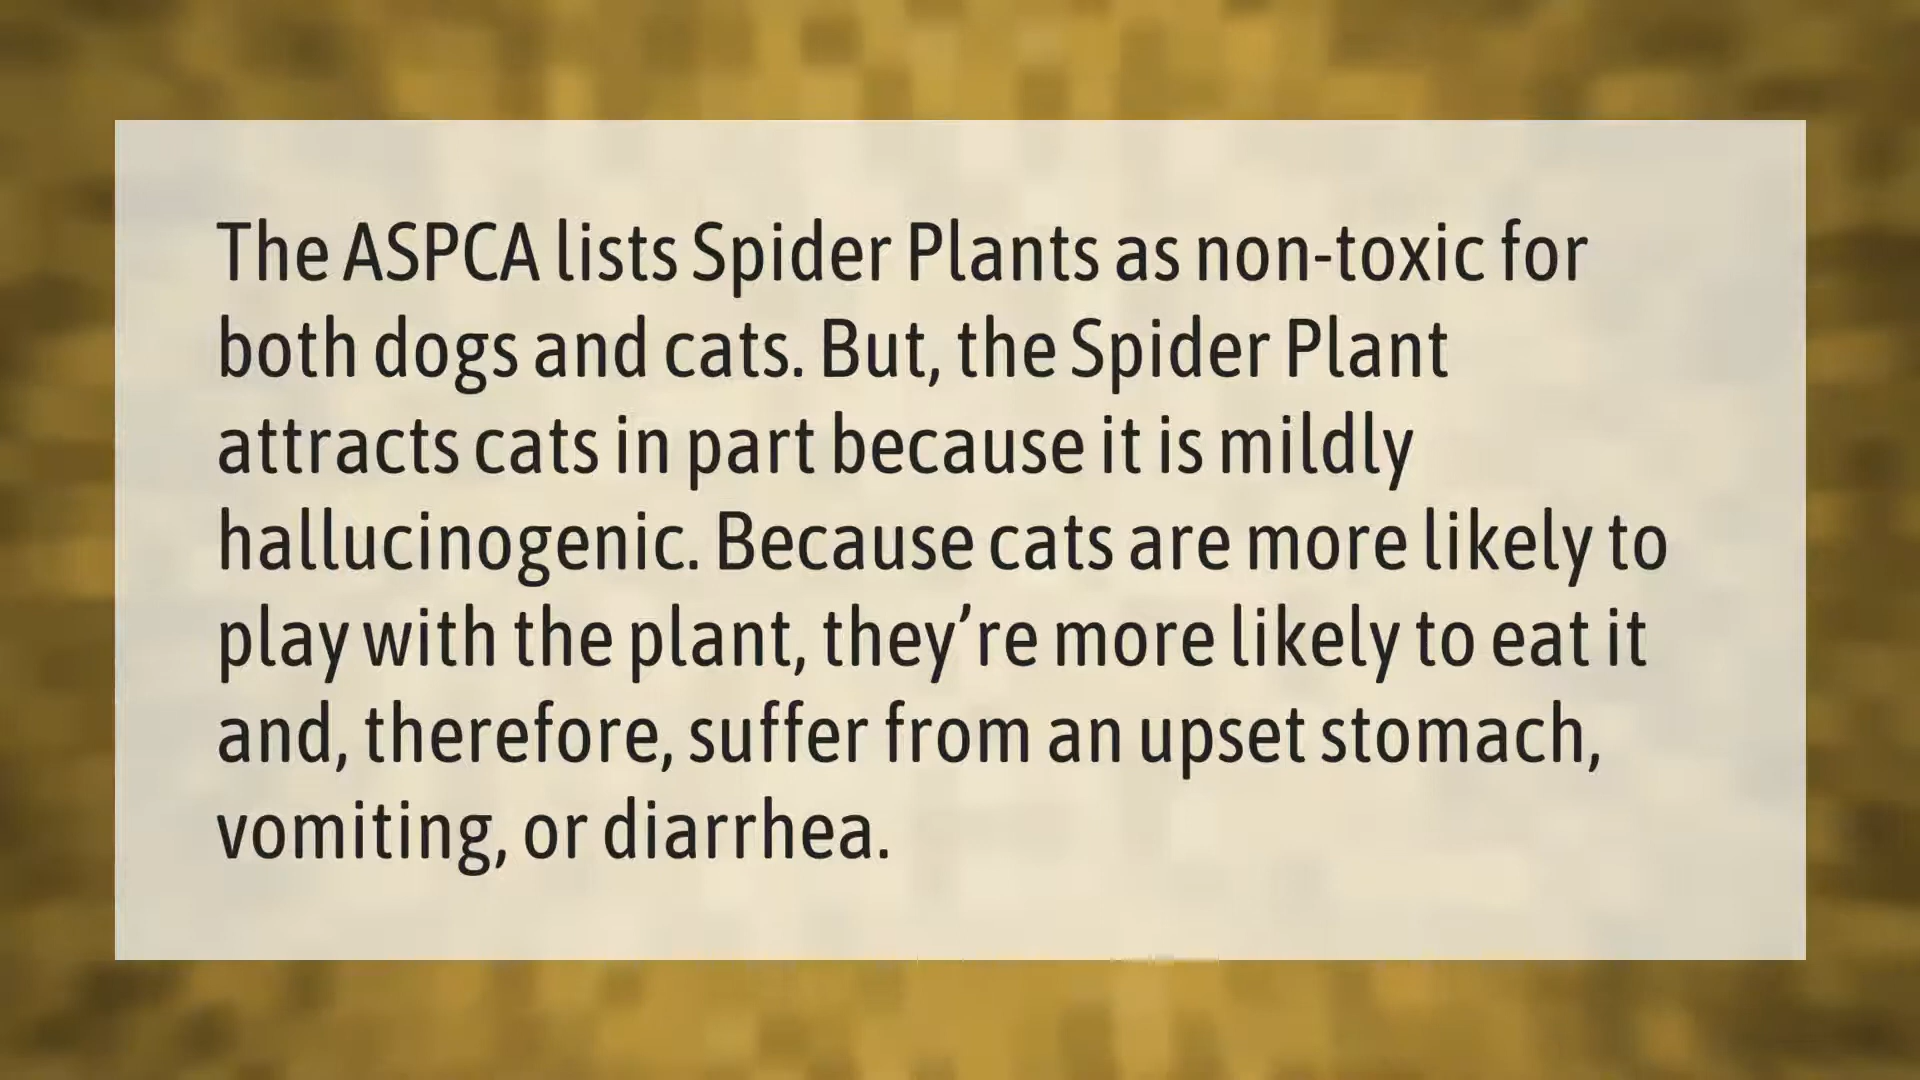 The ASPCA lists Spider Plants as non-toxic for
both dogs and cats. But, the Spider Plant
attracts cats in part because it is mildly
hallucinogenic. Because cats are more likely to
play with the plant, they’re more likely to eat it
and, therefore, suffer from an upset stomach,
vomiting, or diarrhea.